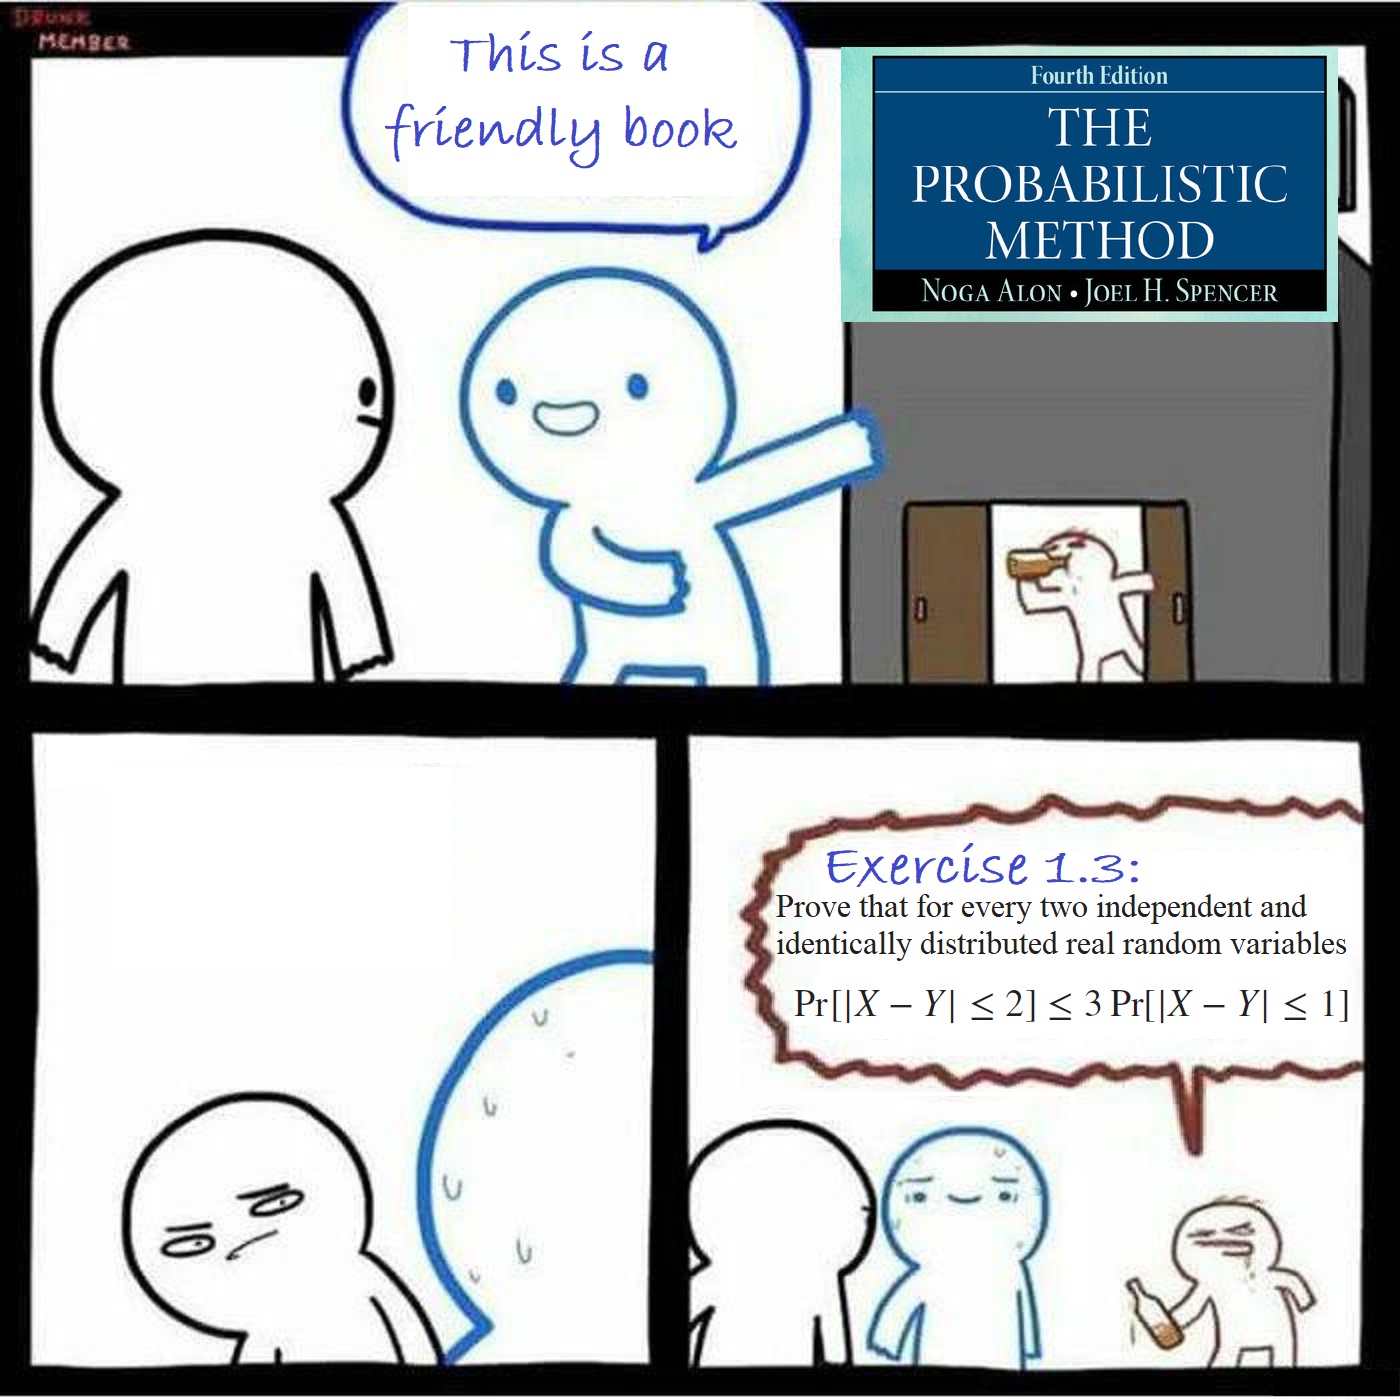 DRUNK
MEMBER
This is a
friendly book
Fourth Edition
THE
PROBABILISTIC
METHOD
NOGA ALON • JOEL H. SPENCER
Exercise 1.3:
Prove that for every two independent and
identically distributed real random variables
Pr[|X − Y| ≤ 2] ≤ 3 Pr[|X − Y| ≤ 1]